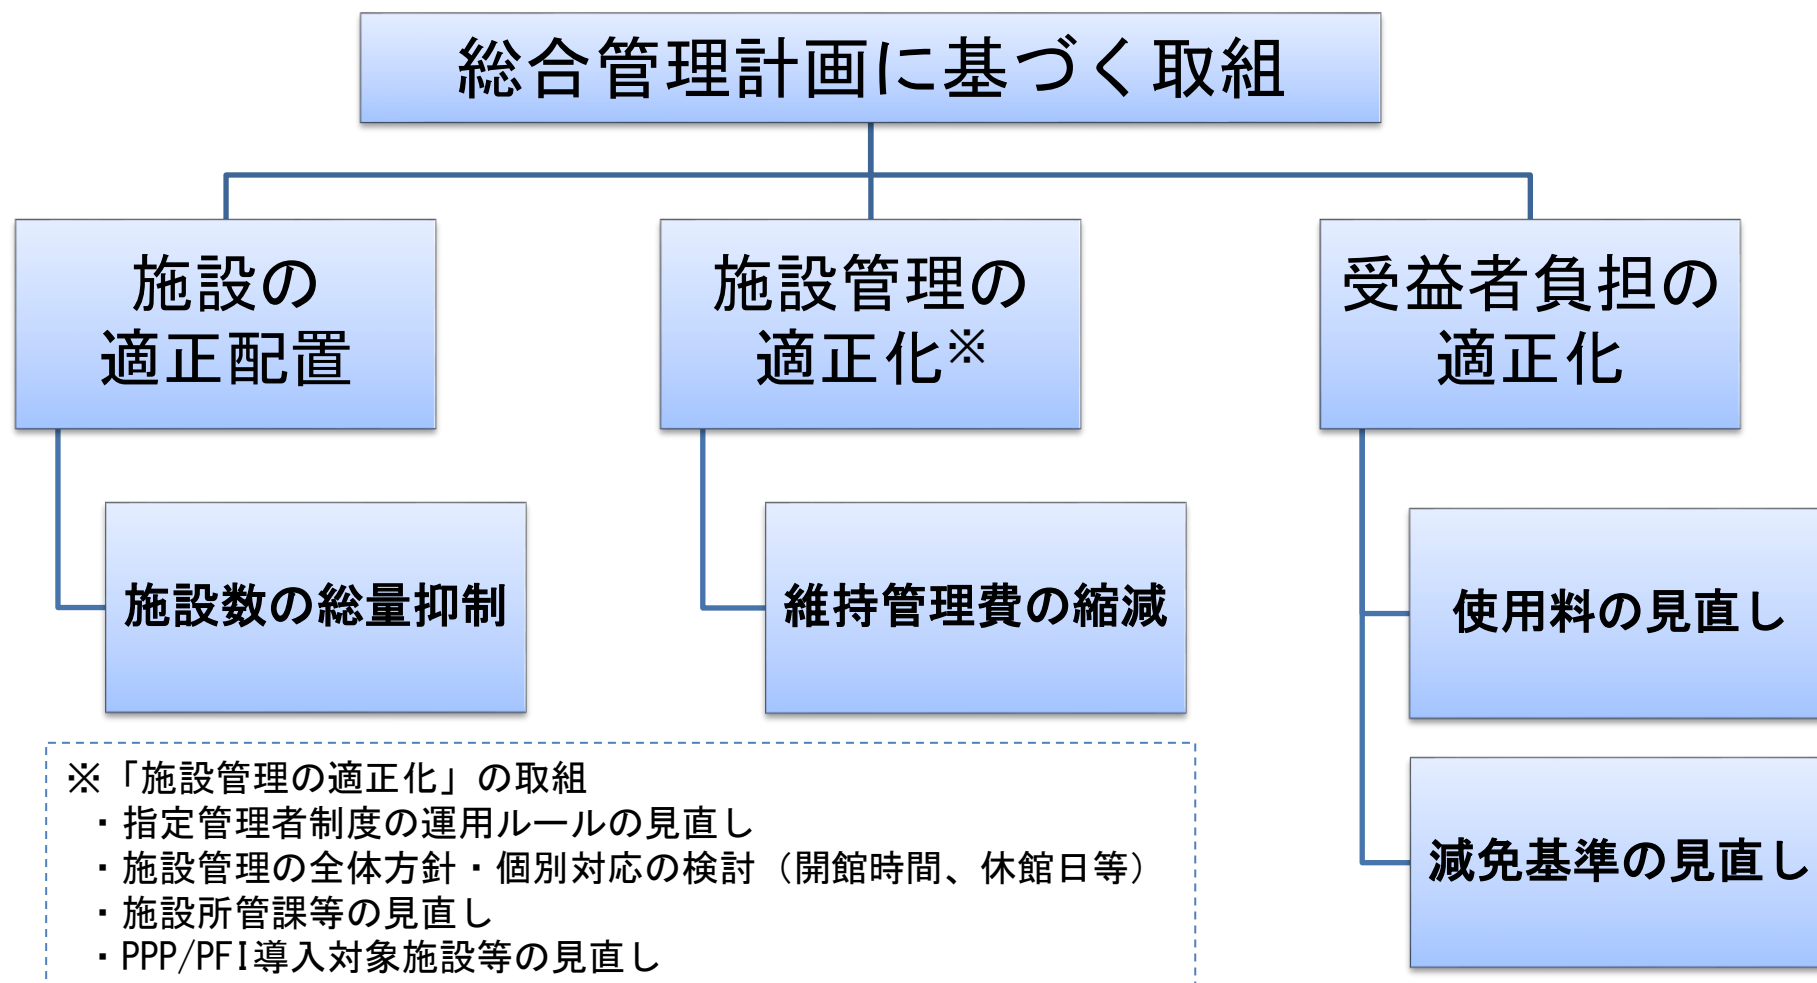 総合管理計画に基づく取組
施設の
適正配置
施設管理の
適正化※
受益者負担の
適正化
施設数の総量抑制
維持管理費の縮減
使用料の見直し
減免基準の見直し
※「施設管理の適正化」の取組
・指定管理者制度の運用ルールの見直し
・施設管理の全体方針・個別対応の検討（開館時間、休館日等）
・施設所管課等の見直し
・PPP/PFI導入対象施設等の見直し